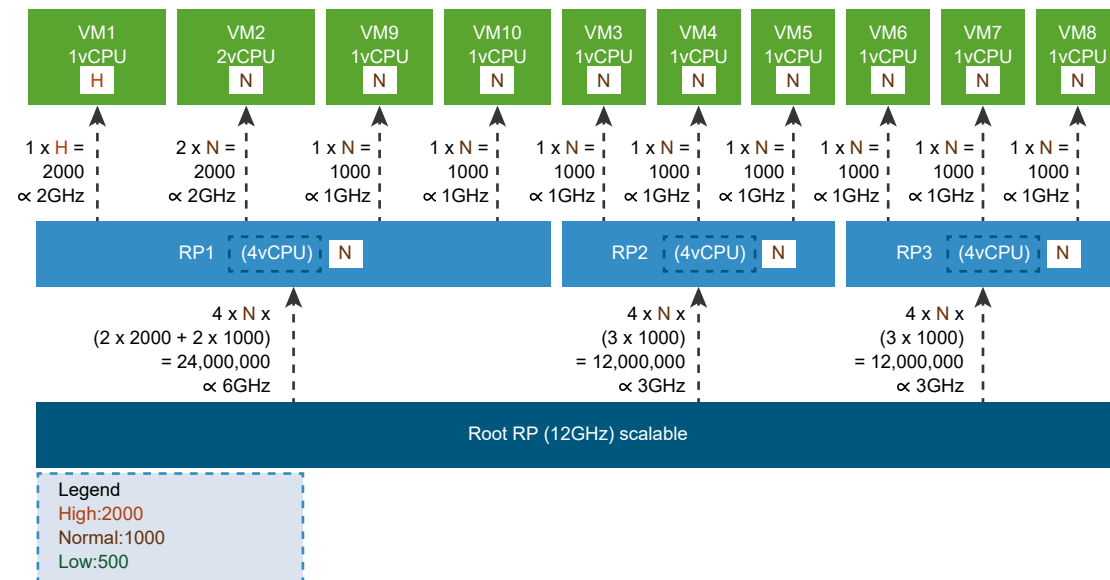 VM1
1vCPU
H
VM2
2vCPU
N
VM9
1vCPU
N
VM10
1vCPU
N
VM3
1vCPU
N
VM4
1vCPU
N
VM5
1vCPU
N
VM6
1vCPU
N
VM7
1vCPU
N
VM8
1vCPU
N
1 x H =
2000
∝ 2GHz
2 x N =
2000
∝ 2GHz
1 x N =
1000
∝ 1GHz
1 x N =
1000
∝ 1GHz
1 x N =
1000
∝ 1GHz
1 x N =
1000
∝ 1GHz
1 x N =
1000
∝ 1GHz
1 x N =
1000
∝ 1GHz
1 x N =
1000
∝ 1GHz
1 x N =
1000
∝ 1GHz
RP1 (4vCPU) N
RP2 (4vCPU) N
RP3 (4vCPU) N
4 x N x
(2 x 2000 + 2 x 1000)
= 24,000,000
∝ 6GHz
4 x N x
(3 x 1000)
= 12,000,000
∝ 3GHz
4 x N x
(3 x 1000)
= 12,000,000
∝ 3GHz
Root RP (12GHz) scalable
Legend
High:2000
Normal:1000
Low:500